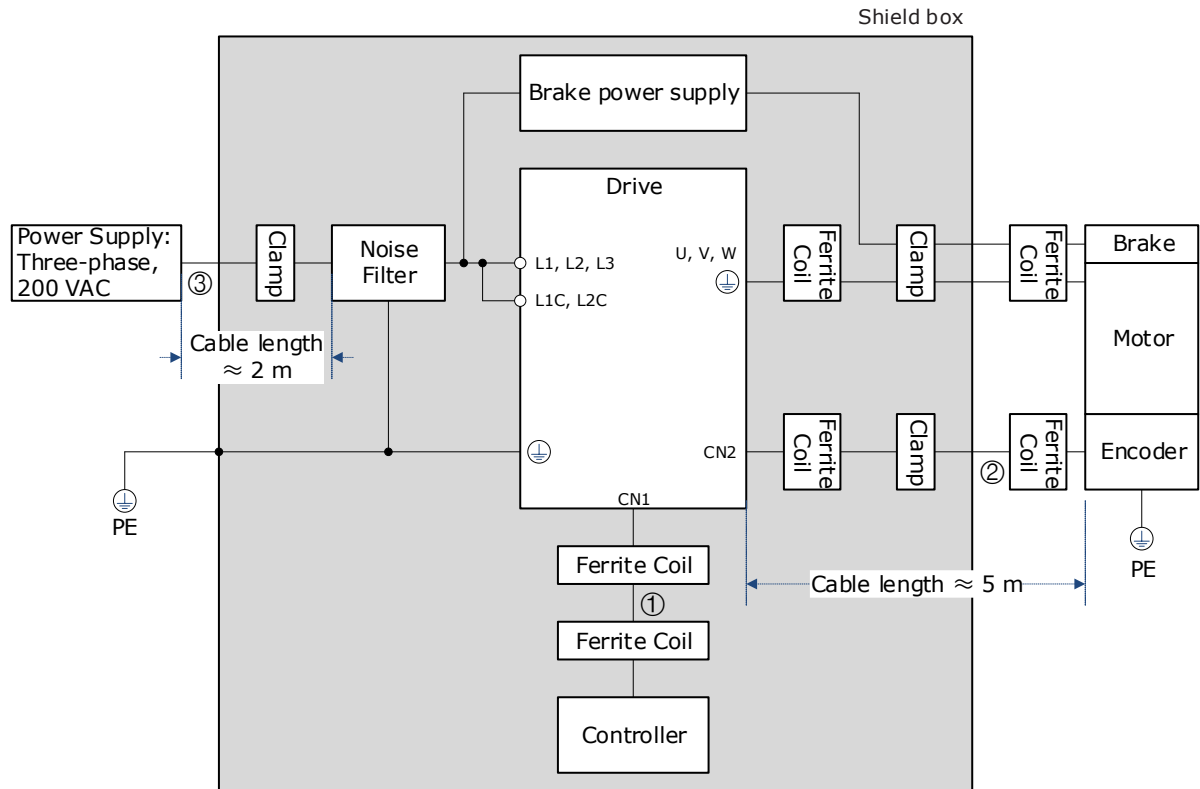 Shield box
Brake power supply
Drive
Power Supply:
Three-phase,
200 VAC
③
Clamp
Noise
Filter
L1, L2, L3
L1C, L2C
U, V, W
Ferrite
Coil
Clamp
Ferrite
Coil
Brake
Motor
Cable length
≈ 2 m
CN2
Ferrite
Coil
Clamp
②
Ferrite
Coil
Encoder
PE
CN1
Ferrite Coil
①
Ferrite Coil
Controller
Cable length ≈ 5 m
PE